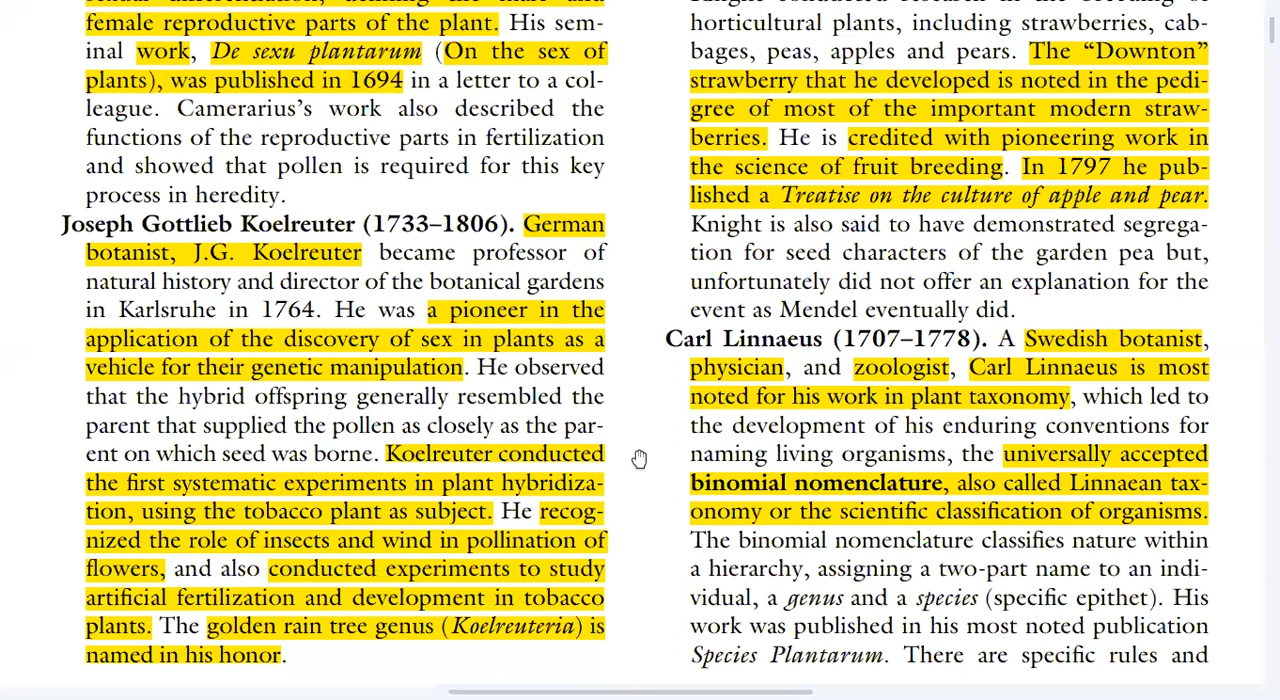 female reproductive parts of the plant. His sem-
inal work, De sexu plantarum (On the sex of
plants), was published in 1694 in a letter to a col-
league. Camerarius’s work also described the
functions of the reproductive parts in fertilization
and showed that pollen is required for this key
process in heredity.
Joseph Gottlieb Koelreuter (1733–1806). German
botanist, J.G. Koelreuter became professor of
natural history and director of the botanical gardens
in Karlsruhe in 1764. He was a pioneer in the
application of the discovery of sex in plants as a
vehicle for their genetic manipulation. He observed
that the hybrid offspring generally resembled the
parent that supplied the pollen as closely as the par-
ent on which seed was borne. Koelreuter conducted
the first systematic experiments in plant hybridiza-
tion, using the tobacco plant as subject. He recog-
nized the role of insects and wind in pollination of
flowers, and also conducted experiments to study
artificial fertilization and development in tobacco
plants. The golden rain tree genus (Koelreuteria) is
named in his honor.
horticultural plants, including strawberries, cab-
bages, peas, apples and pears. The “Downton”
strawberry that he developed is noted in the pedi-
gree of most of the important modern straw-
berries. He is credited with pioneering work in
the science of fruit breeding. In 1797 he pub-
lished a Treatise on the culture of apple and pear.
Knight is also said to have demonstrated segrega-
tion for seed characters of the garden pea but,
unfortunately did not offer an explanation for the
event as Mendel eventually did.
Carl Linnaeus (1707–1778). A Swedish botanist,
physician, and zoologist, Carl Linnaeus is most
noted for his work in plant taxonomy, which led to
the development of his enduring conventions for
naming living organisms, the universally accepted
binomial nomenclature, also called Linnaean tax-
onomy or the scientific classification of organisms.
The binomial nomenclature classifies nature within
a hierarchy, assigning a two-part name to an indi-
vidual, a genus and a species (specific epithet). His
work was published in his most noted publication
Species Plantarum. There are specific rules and